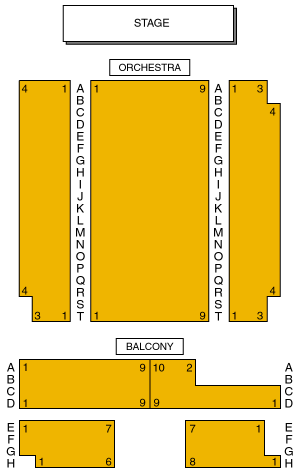 STAGE
ORCHESTRA
4 1 A 1 9 A 1 3
B B
C C 4
D D
E E
F F
G G
H H
I I
J J
K K
L L
M M
N N
O O
P P
Q Q
4 R R 4
S S
3 1 T 1 9 T 1 3
BALCONY
A 1 9 10 2 A
B B
C C
D 1 9 9 1 D
E 1 7 7 1 E
F F
G G
H 1 6 8 1 H